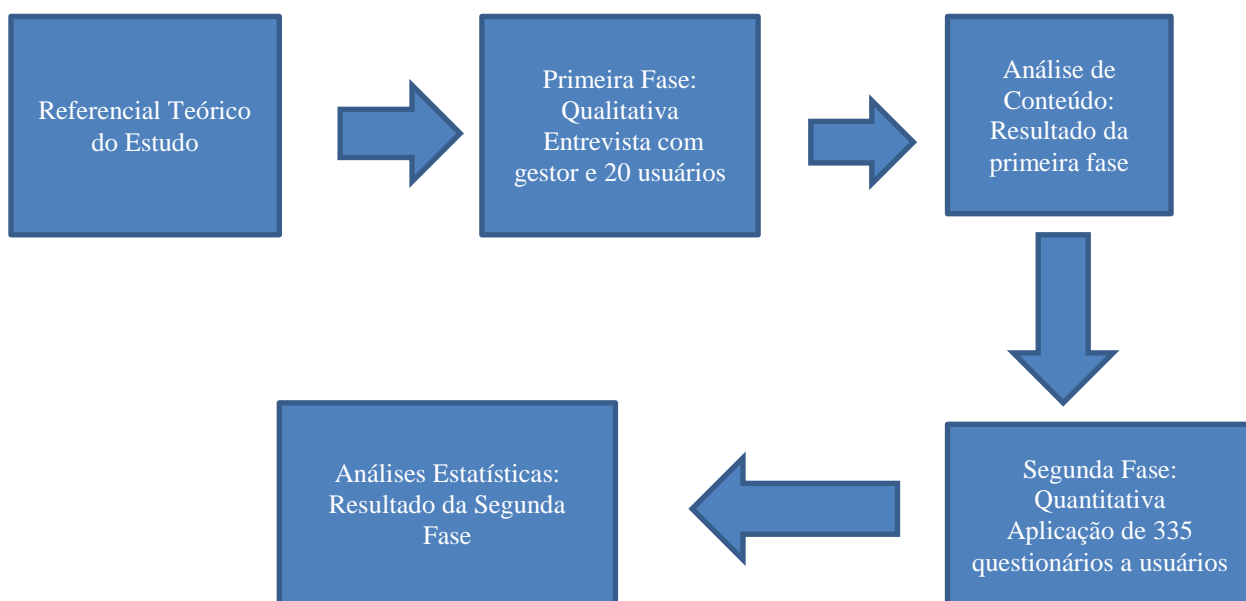 Referencial Teórico
do Estudo
Primeira Fase:
Qualitativa
Entrevista com
gestor e 20 usuários
Análise de
Conteúdo:
Resultado da
primeira fase
Segunda Fase:
Quantitativa
Aplicação de 335
questionários a usuários
Análises Estatísticas:
Resultado da Segunda
Fase